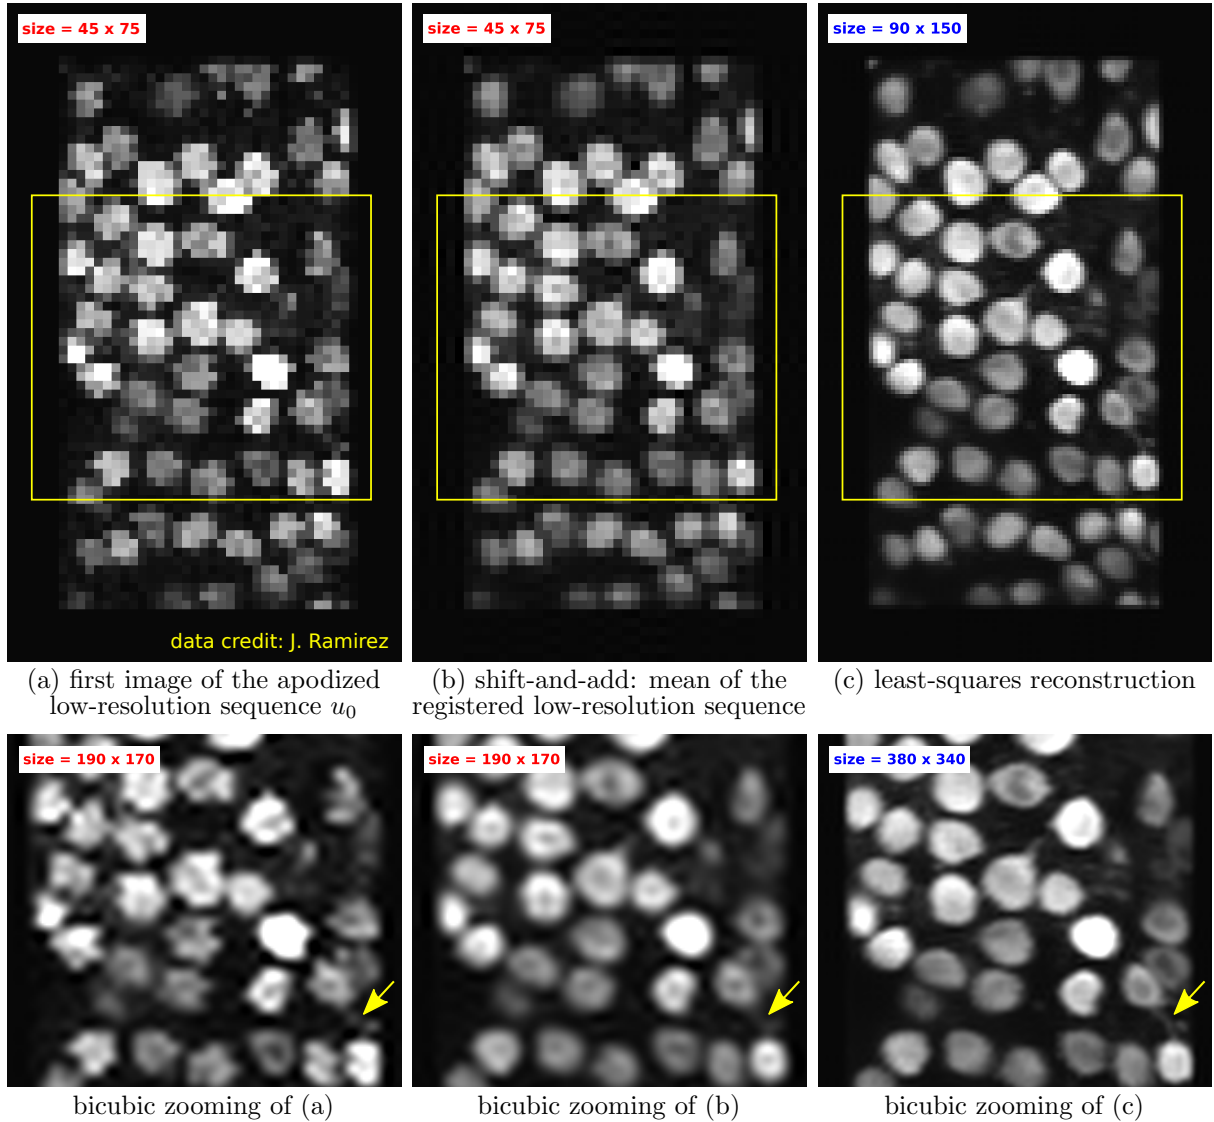 size = 45 x 75
size = 45 x 75
size = 90 x 150
data credit: J. Ramirez
(a) first image of the apodized
low-resolution sequence u₀
(b) shift-and-add: mean of the
registered low-resolution sequence
(c) least-squares reconstruction
size = 190 x 170
size = 190 x 170
size = 380 x 340
bicubic zooming of (a)
bicubic zooming of (b)
bicubic zooming of (c)